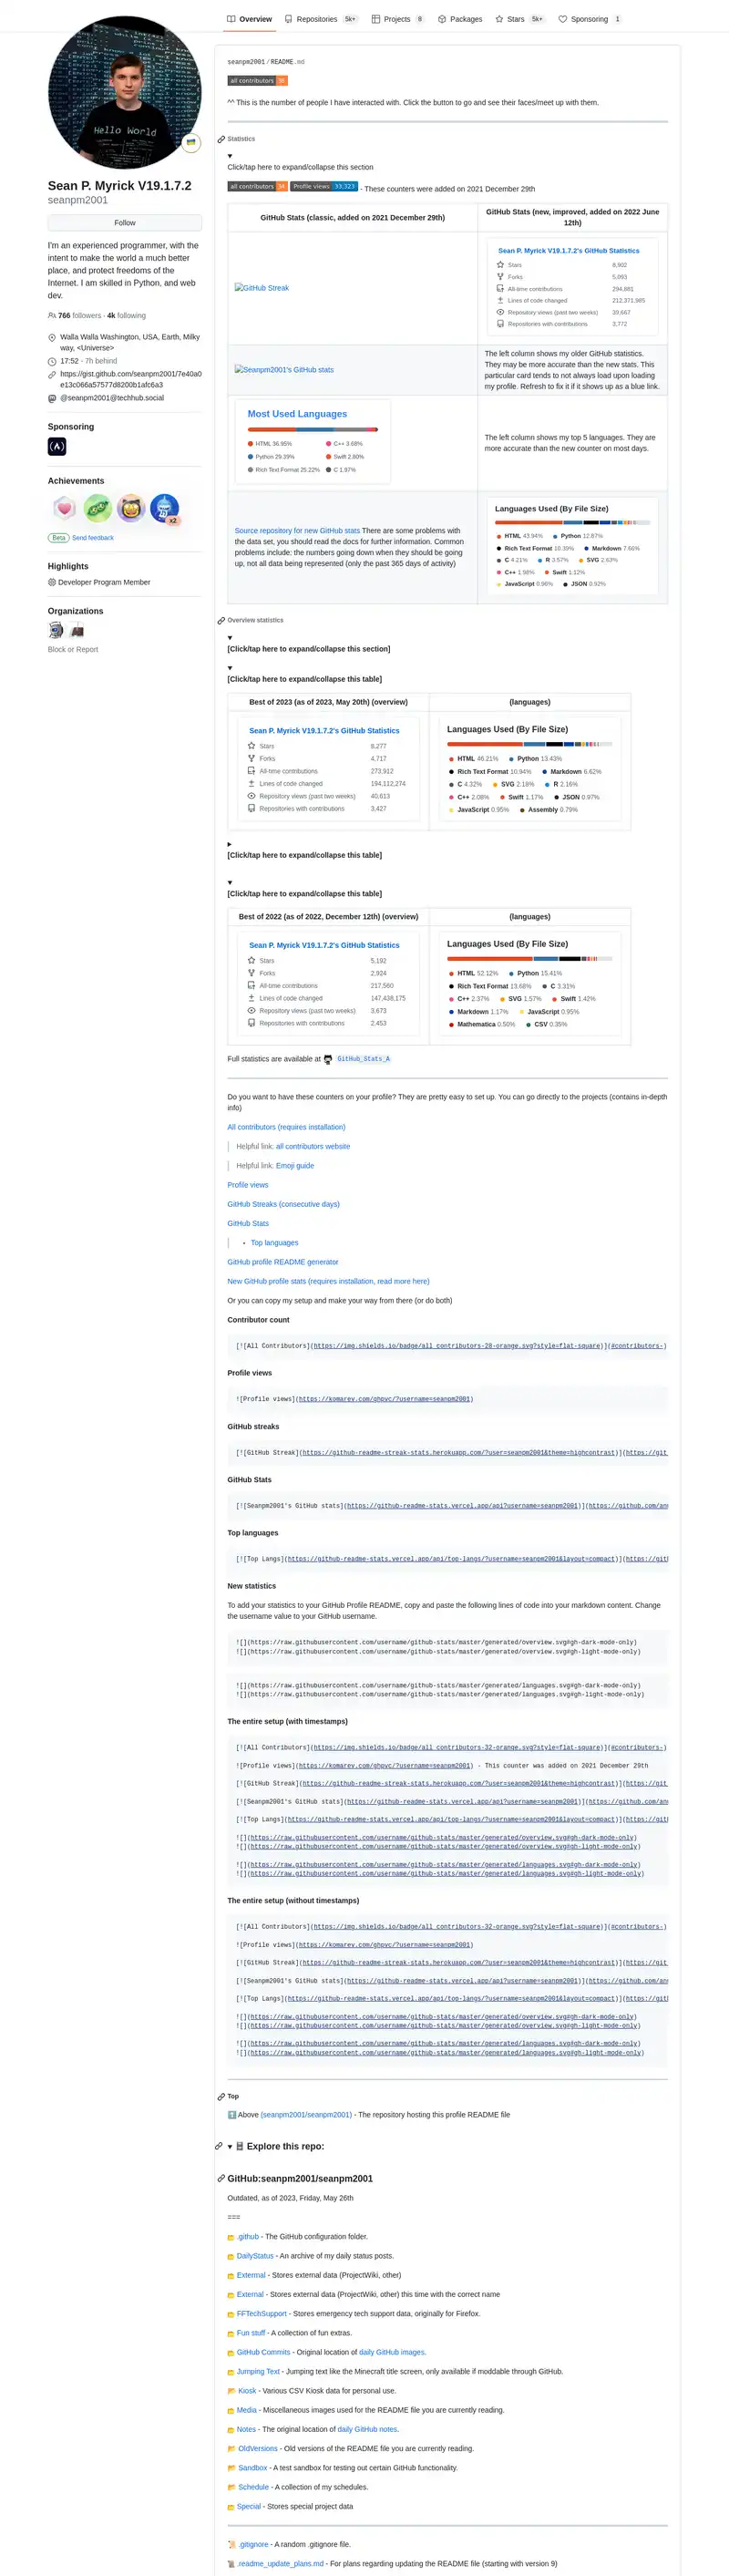 Overview
Repositories 5k+
Projects 8
Packages
Stars 5k+
Sponsoring 1
Hello World
Sean P. Myrick V19.1.7.2
seanpm2001
Follow
I'm an experienced programmer, with the
intent to make the world a much better
place, and protect freedoms of the
Internet. I am skilled in Python, and web
dev.
766 followers · 4k following
Walla Walla Washington, USA, Earth, Milky
way, <Universe>
17:52 - 7h behind
https://gist.github.com/seanpm2001/7e40a0
e13c066a57577d8200b1afc6a3
@seanpm2001@techhub.social
Sponsoring
Achievements
x2
Beta Send feedback
Highlights
Developer Program Member
Organizations
Block or Report
seanpm2001/README.md
all contributors
^^ This is the number of people I have interacted with. Click the button to go and see their faces/meet up with them.
Statistics
Click/tap here to expand/collapse this section
all contributors 34 Profile views 33,323 - These counters were added on 2021 December 29th
GitHub Stats (classic, added on 2021 December 29th)
GitHub Stats (new, improved, added on 2022 June
12th)
GitHub Streak
Sean P. Myrick V19.1.7.2's GitHub Statistics
Stars 8,902
Forks 5,093
All-time contributions 294,881
Lines of code changed 212,371,985
Repository views (past two weeks) 39,667
Repositories with contributions 3,772
Seanpm2001's GitHub stats
The left column shows my older GitHub statistics.
They may be more accurate than the new stats. This
particular card tends to not always load upon loading
my profile. Refresh to fix it if it shows up as a blue link.
Most Used Languages
HTML 36.95% C++ 3.68%
Python 29.39% Swift 2.80%
Rich Text Format 25.22% C 1.97%
The left column shows my top 5 languages. They are
more accurate than the new counter on most days.
Source repository for new GitHub stats There are some problems with
the data set, you should read the docs for further information. Common
problems include: the numbers going down when they should be going
up, not all data being represented (only the past 365 days of activity)
Languages Used (By File Size)
HTML 43.94% Python 12.87%
Rich Text Format 10.39% Markdown 7.66%
C 4.21% R 3.57% SVG 2.63%
C++ 1.98% Swift 1.12%
JavaScript 0.96% JSON 0.92%
Overview statistics
[Click/tap here to expand/collapse this section]
[Click/tap here to expand/collapse this table]
Best of 2023 (as of 2023, May 20th) (overview)
(languages)
Sean P. Myrick V19.1.7.2's GitHub Statistics
Stars 8,277
Forks 4,717
All-time contributions 273,912
Lines of code changed 194,112,274
Repository views (past two weeks) 40,613
Repositories with contributions 3,427
Languages Used (By File Size)
HTML 46.21% Python 13.43%
Rich Text Format 10.94% Markdown 6.62%
C 4.32% SVG 2.18% R 2.16%
C++ 2.08% Swift 1.17% JSON 0.97%
JavaScript 0.95% Assembly 0.79%
[Click/tap here to expand/collapse this table]
[Click/tap here to expand/collapse this table]
Best of 2022 (as of 2022, December 12th) (overview)
(languages)
Sean P. Myrick V19.1.7.2's GitHub Statistics
Stars 5,192
Forks 2,924
All-time contributions 217,560
Lines of code changed 147,438,175
Repository views (past two weeks) 3,673
Repositories with contributions 2,453
Languages Used (By File Size)
HTML 52.12% Python 15.41%
Rich Text Format 13.68% C 3.31%
C++ 2.37% SVG 1.57% Swift 1.42%
Markdown 1.17% JavaScript 0.95%
Mathematica 0.50% CSV 0.35%
Full statistics are available at GitHub_Stats_A
Do you want to have these counters on your profile? They are pretty easy to set up. You can go directly to the projects (contains in-depth
info)
All contributors (requires installation)
Helpful link: all contributors website
Helpful link: Emoji guide
Profile views
GitHub Streaks (consecutive days)
GitHub Stats
• Top languages
GitHub profile README generator
New GitHub profile stats (requires installation, read more here)
Or you can copy my setup and make your way from there (or do both)
Contributor count
[![All Contributors](https://img.shields.io/badge/all_contributors-28-orange.svg?style=flat-square)](#contributors-)
Profile views
![Profile views](https://komarev.com/ghpvc/?username=seanpm2001)
GitHub streaks
[![GitHub Streak](https://github-readme-streak-stats.herokuapp.com/?user=seanpm2001&theme=highcontrast)](https://git
GitHub Stats
[![Seanpm2001's GitHub stats](https://github-readme-stats.vercel.app/api?username=seanpm2001)](https://github.com/anu
Top languages
[![Top Langs](https://github-readme-stats.vercel.app/api/top-langs/?username=seanpm2001&layout=compact)](https://gith
New statistics
To add your statistics to your GitHub Profile README, copy and paste the following lines of code into your markdown content. Change
the username value to your GitHub username.
![](https://raw.githubusercontent.com/username/github-stats/master/generated/overview.svg#gh-dark-mode-only)
![](https://raw.githubusercontent.com/username/github-stats/master/generated/overview.svg#gh-light-mode-only)
![](https://raw.githubusercontent.com/username/github-stats/master/generated/languages.svg#gh-dark-mode-only)
![](https://raw.githubusercontent.com/username/github-stats/master/generated/languages.svg#gh-light-mode-only)
The entire setup (with timestamps)
[![All Contributors](https://img.shields.io/badge/all_contributors-32-orange.svg?style=flat-square)](#contributors-)
![Profile views](https://komarev.com/ghpvc/?username=seanpm2001) - This counter was added on 2021 December 29th
[![GitHub Streak](https://github-readme-streak-stats.herokuapp.com/?user=seanpm2001&theme=highcontrast)](https://git
[![Seanpm2001's GitHub stats](https://github-readme-stats.vercel.app/api?username=seanpm2001)](https://github.com/anu
[![Top Langs](https://github-readme-stats.vercel.app/api/top-langs/?username=seanpm2001&layout=compact)](https://gith
![](https://raw.githubusercontent.com/username/github-stats/master/generated/overview.svg#gh-dark-mode-only)
![](https://raw.githubusercontent.com/username/github-stats/master/generated/overview.svg#gh-light-mode-only)
![](https://raw.githubusercontent.com/username/github-stats/master/generated/languages.svg#gh-dark-mode-only)
![](https://raw.githubusercontent.com/username/github-stats/master/generated/languages.svg#gh-light-mode-only)
The entire setup (without timestamps)
[![All Contributors](https://img.shields.io/badge/all_contributors-32-orange.svg?style=flat-square)](#contributors-)
![Profile views](https://komarev.com/ghpvc/?username=seanpm2001)
[![GitHub Streak](https://github-readme-streak-stats.herokuapp.com/?user=seanpm2001&theme=highcontrast)](https://git
[![Seanpm2001's GitHub stats](https://github-readme-stats.vercel.app/api?username=seanpm2001)](https://github.com/anu
[![Top Langs](https://github-readme-stats.vercel.app/api/top-langs/?username=seanpm2001&layout=compact)](https://gith
![](https://raw.githubusercontent.com/username/github-stats/master/generated/overview.svg#gh-dark-mode-only)
![](https://raw.githubusercontent.com/username/github-stats/master/generated/overview.svg#gh-light-mode-only)
![](https://raw.githubusercontent.com/username/github-stats/master/generated/languages.svg#gh-dark-mode-only)
![](https://raw.githubusercontent.com/username/github-stats/master/generated/languages.svg#gh-light-mode-only)
Top
⬆️ Above (seanpm2001/seanpm2001) - The repository hosting this profile README file
Explore this repo:
GitHub:seanpm2001/seanpm2001
Outdated, as of 2023, Friday, May 26th
===
.github - The GitHub configuration folder.
DailyStatus - An archive of my daily status posts.
Extermal - Stores external data (ProjectWiki, other)
External - Stores external data (ProjectWiki, other) this time with the correct name
FFTechSupport - Stores emergency tech support data, originally for Firefox.
Fun stuff - A collection of fun extras.
GitHub Commits - Original location of daily GitHub images.
Jumping Text - Jumping text like the Minecraft title screen, only available if moddable through GitHub.
Kiosk - Various CSV Kiosk data for personal use.
Media - Miscellaneous images used for the README file you are currently reading.
Notes - The original location of daily GitHub notes.
OldVersions - Old versions of the README file you are currently reading.
Sandbox - A test sandbox for testing out certain GitHub functionality.
Schedule - A collection of my schedules.
Special - Stores special project data
.gitignore - A random .gitignore file.
.readme_update_plans.md - For plans regarding updating the README file (starting with version 9)